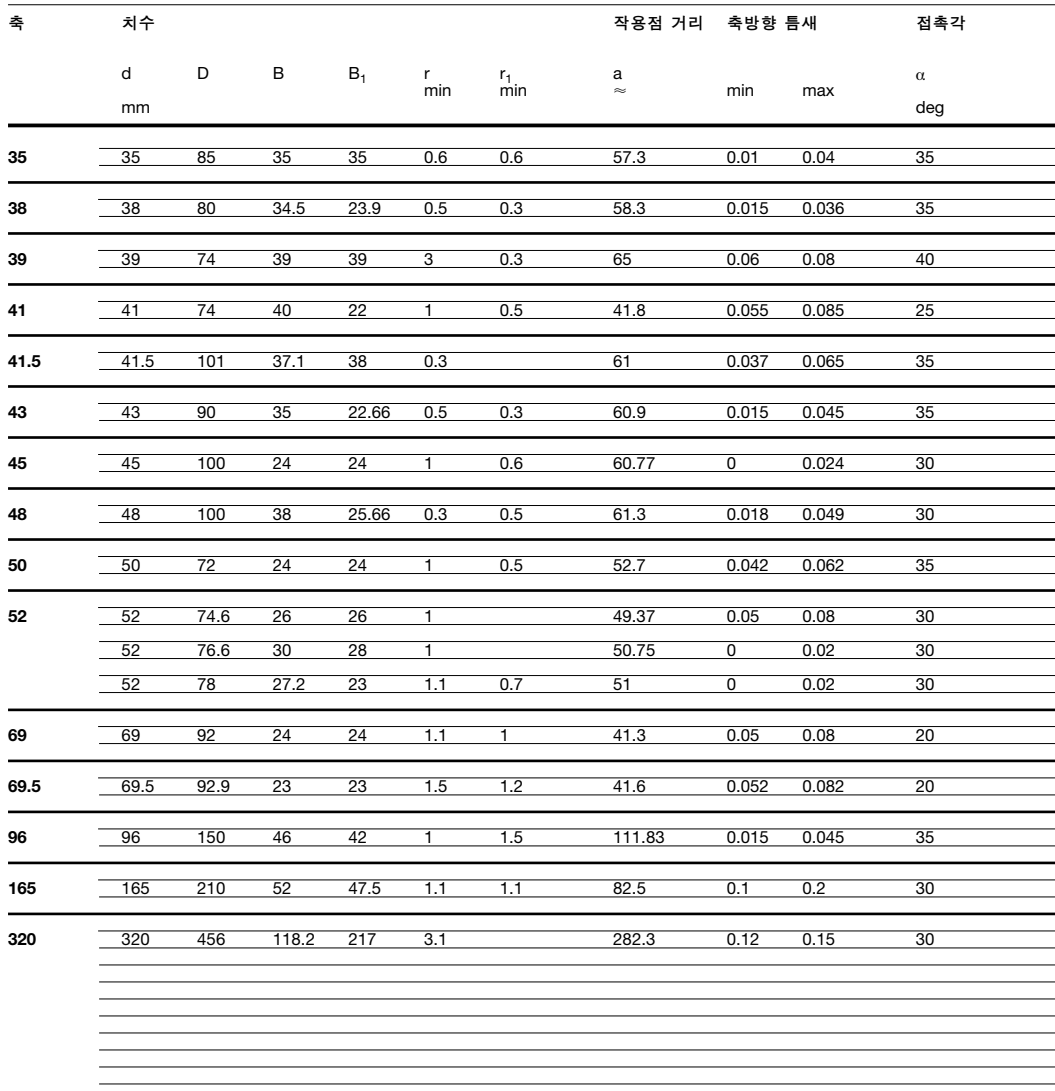 축 치수 작용점 거리 축방향 틈새 접촉각
d D B B1 r min r1 min a ≈ min max α
mm deg
35 35 85 35 35 0.6 0.6 57.3 0.01 0.04 35
38 38 80 34.5 23.9 0.5 0.3 58.3 0.015 0.036 35
39 39 74 39 39 3 0.3 65 0.06 0.08 40
41 41 74 40 22 1 0.5 41.8 0.055 0.085 25
41.5 41.5 101 37.1 38 0.3 61 0.037 0.065 35
43 43 90 35 22.66 0.5 0.3 60.9 0.015 0.045 35
45 45 100 24 24 1 0.6 60.77 0 0.024 30
48 48 100 38 25.66 0.3 0.5 61.3 0.018 0.049 30
50 50 72 24 24 1 0.5 52.7 0.042 0.062 35
52 52 74.6 26 26 1 49.37 0.05 0.08 30
52 76.6 30 28 1 50.75 0 0.02 30
52 78 27.2 23 1.1 0.7 51 0 0.02 30
69 69 92 24 24 1.1 1 41.3 0.05 0.08 20
69.5 69.5 92.9 23 23 1.5 1.2 41.6 0.052 0.082 20
96 96 150 46 42 1 1.5 111.83 0.015 0.045 35
165 165 210 52 47.5 1.1 1.1 82.5 0.1 0.2 30
320 320 456 118.2 217 3.1 282.3 0.12 0.15 30